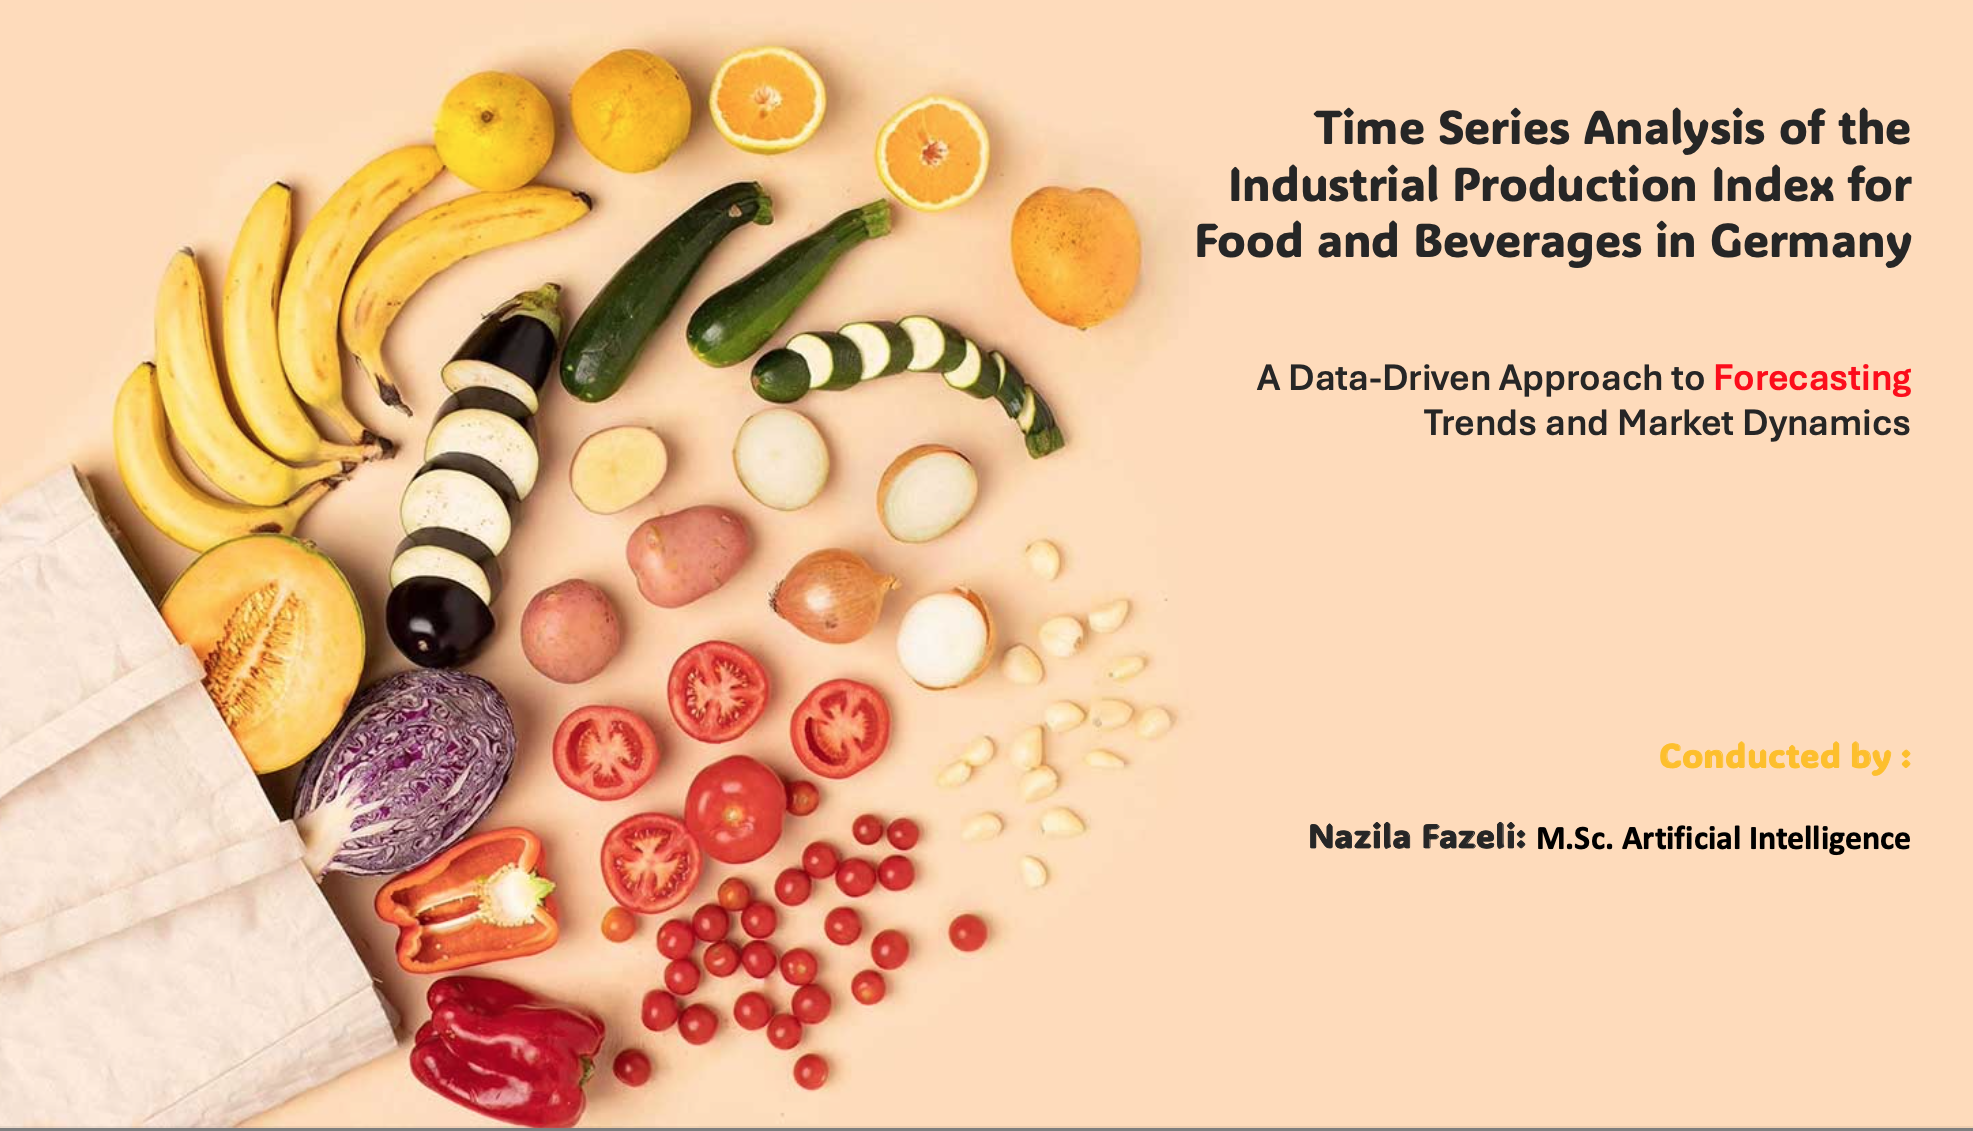 Time Series Analysis of the
Industrial Production Index for
Food and Beverages in Germany
A Data-Driven Approach to Forecasting
Trends and Market Dynamics
Conducted by :
Nazila Fazeli: M.Sc. Artificial Intelligence